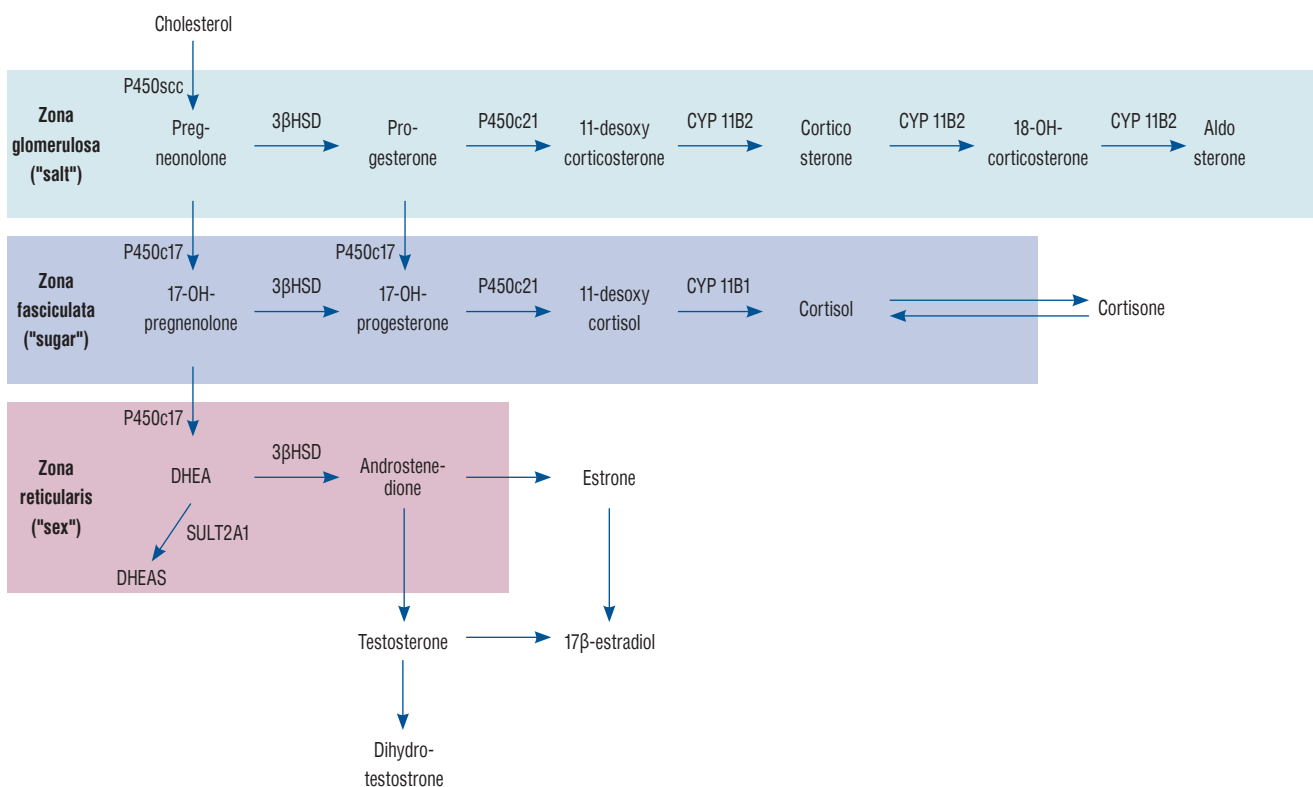 Cholesterol
P450scc
Zona
glomerulosa
("salt")
Preg-
neonolone
3βHSD
Pro-
gesterone
P450c21
11-desoxy
corticosterone
CYP 11B2
Cortico
sterone
CYP 11B2
18-OH-
corticosterone
CYP 11B2
Aldo
sterone
P450c17
P450c17
Zona
fasciculata
("sugar")
17-OH-
pregnenolone
3βHSD
17-OH-
progesterone
P450c21
11-desoxy
cortisol
CYP 11B1
Cortisol
Cortisone
P450c17
Zona
reticularis
("sex")
DHEA
3βHSD
Androstene-
dione
Estrone
SULT2A1
DHEAS
Testosterone
17β-estradiol
Dihydro-
testostrone